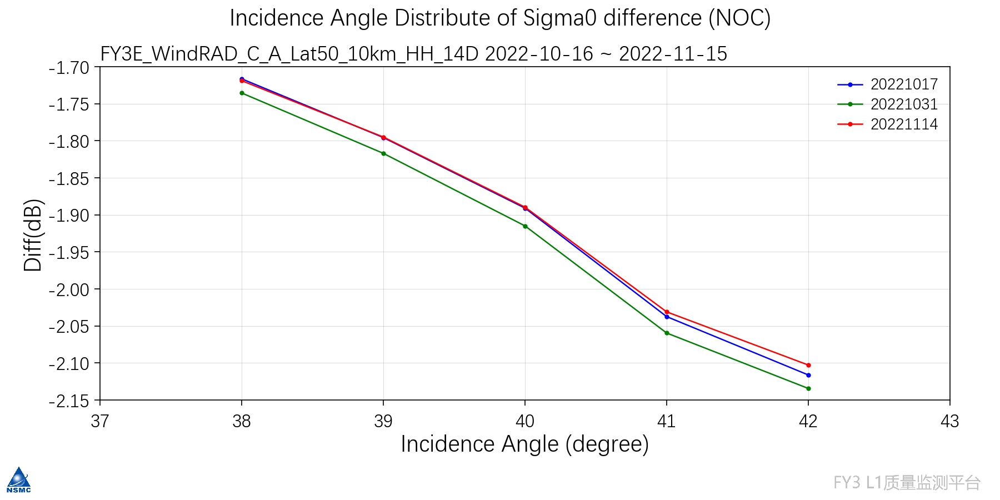 Incidence Angle Distribute of Sigma0 difference (NOC)
FY3E_WindRAD_C_A_Lat50_10km_HH_14D 2022-10-16 ~ 2022-11-15
-1.70
-1.75
-1.80
-1.85
-1.90
-1.95
-2.00
-2.05
-2.10
-2.15
Diff(dB)
20221017
20221031
20221114
37 38 39 40 41 42 43
Incidence Angle (degree)
NSMC
FY3 L1质量监测平台